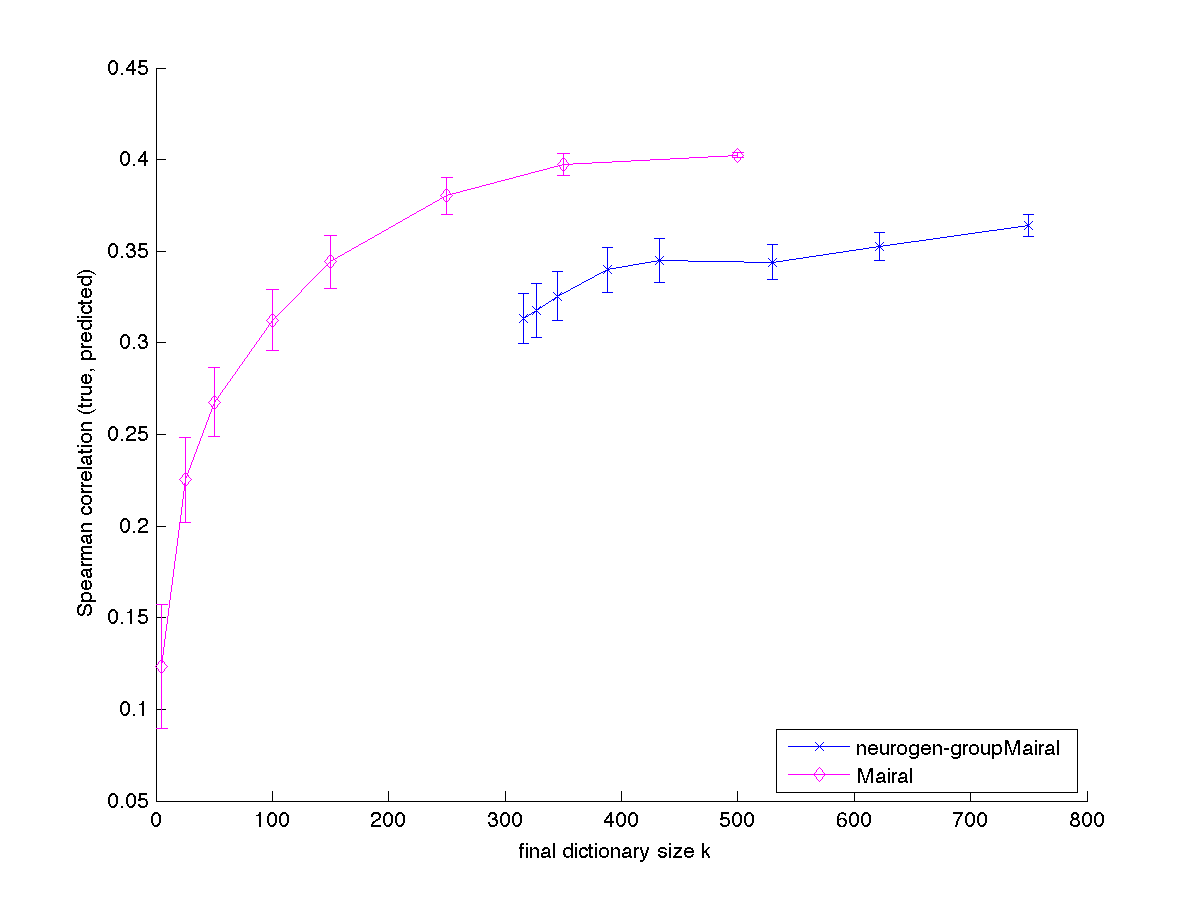 0.45
0.4
0.35
0.3
0.25
0.2
0.15
0.1
0.05
Spearman correlation (true, predicted)
0 100 200 300 400 500 600 700 800
final dictionary size k
neurogen-groupMairal
Mairal